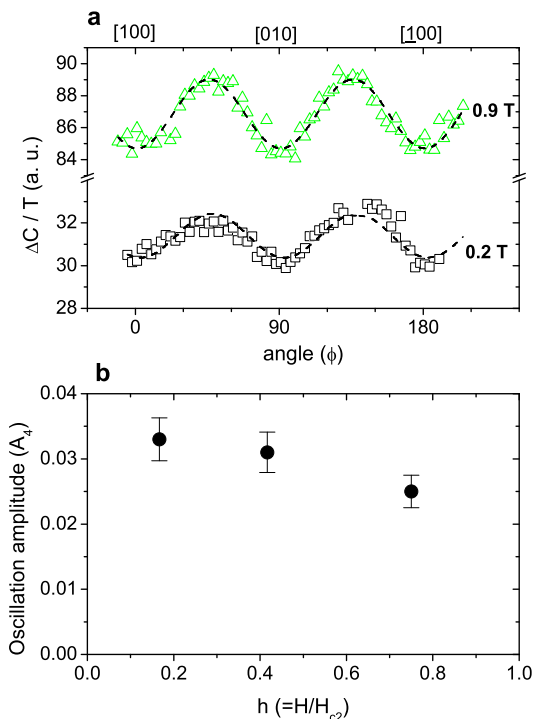 a
[100] [010] [100]
90
88
86
84
32
30
28
ΔC / T (a. u.)
0.9 T
0.2 T
0 90 180
angle (ϕ)
b
0.04
0.03
0.02
0.01
0.00
Oscillation amplitude (A₄)
0.0 0.2 0.4 0.6 0.8 1.0
h (=H/Hc2)